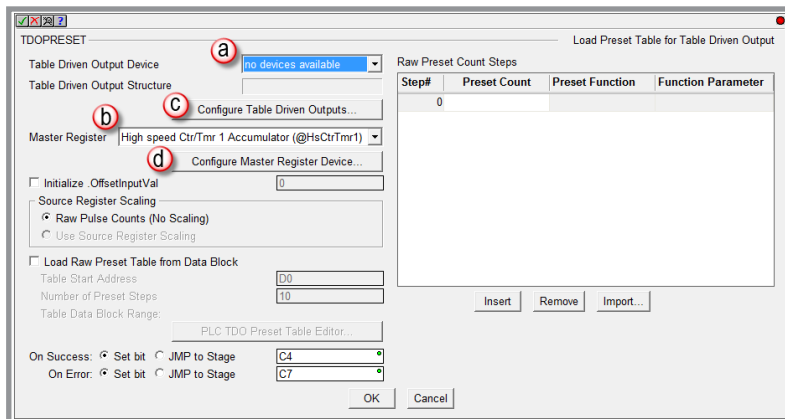 TDOPRESET
Load Preset Table for Table Driven Output
a
Table Driven Output Device no devices available
Table Driven Output Structure
c Configure Table Driven Outputs...
b
Master Register High speed Ctr/Tmr 1 Accumulator (@HsCtrTmr1)
d Configure Master Register Device...
Initialize .OffsetInputVal 0
Source Register Scaling
Raw Pulse Counts (No Scaling)
Use Source Register Scaling
Load Raw Preset Table from Data Block
Table Start Address D0
Number of Preset Steps 10
Table Data Block Range:
PLC TDO Preset Table Editor...
On Success: Set bit JMP to Stage C4
On Error: Set bit JMP to Stage C7
Raw Preset Count Steps
Step# Preset Count Preset Function Function Parameter
0
Insert Remove Import...
OK Cancel